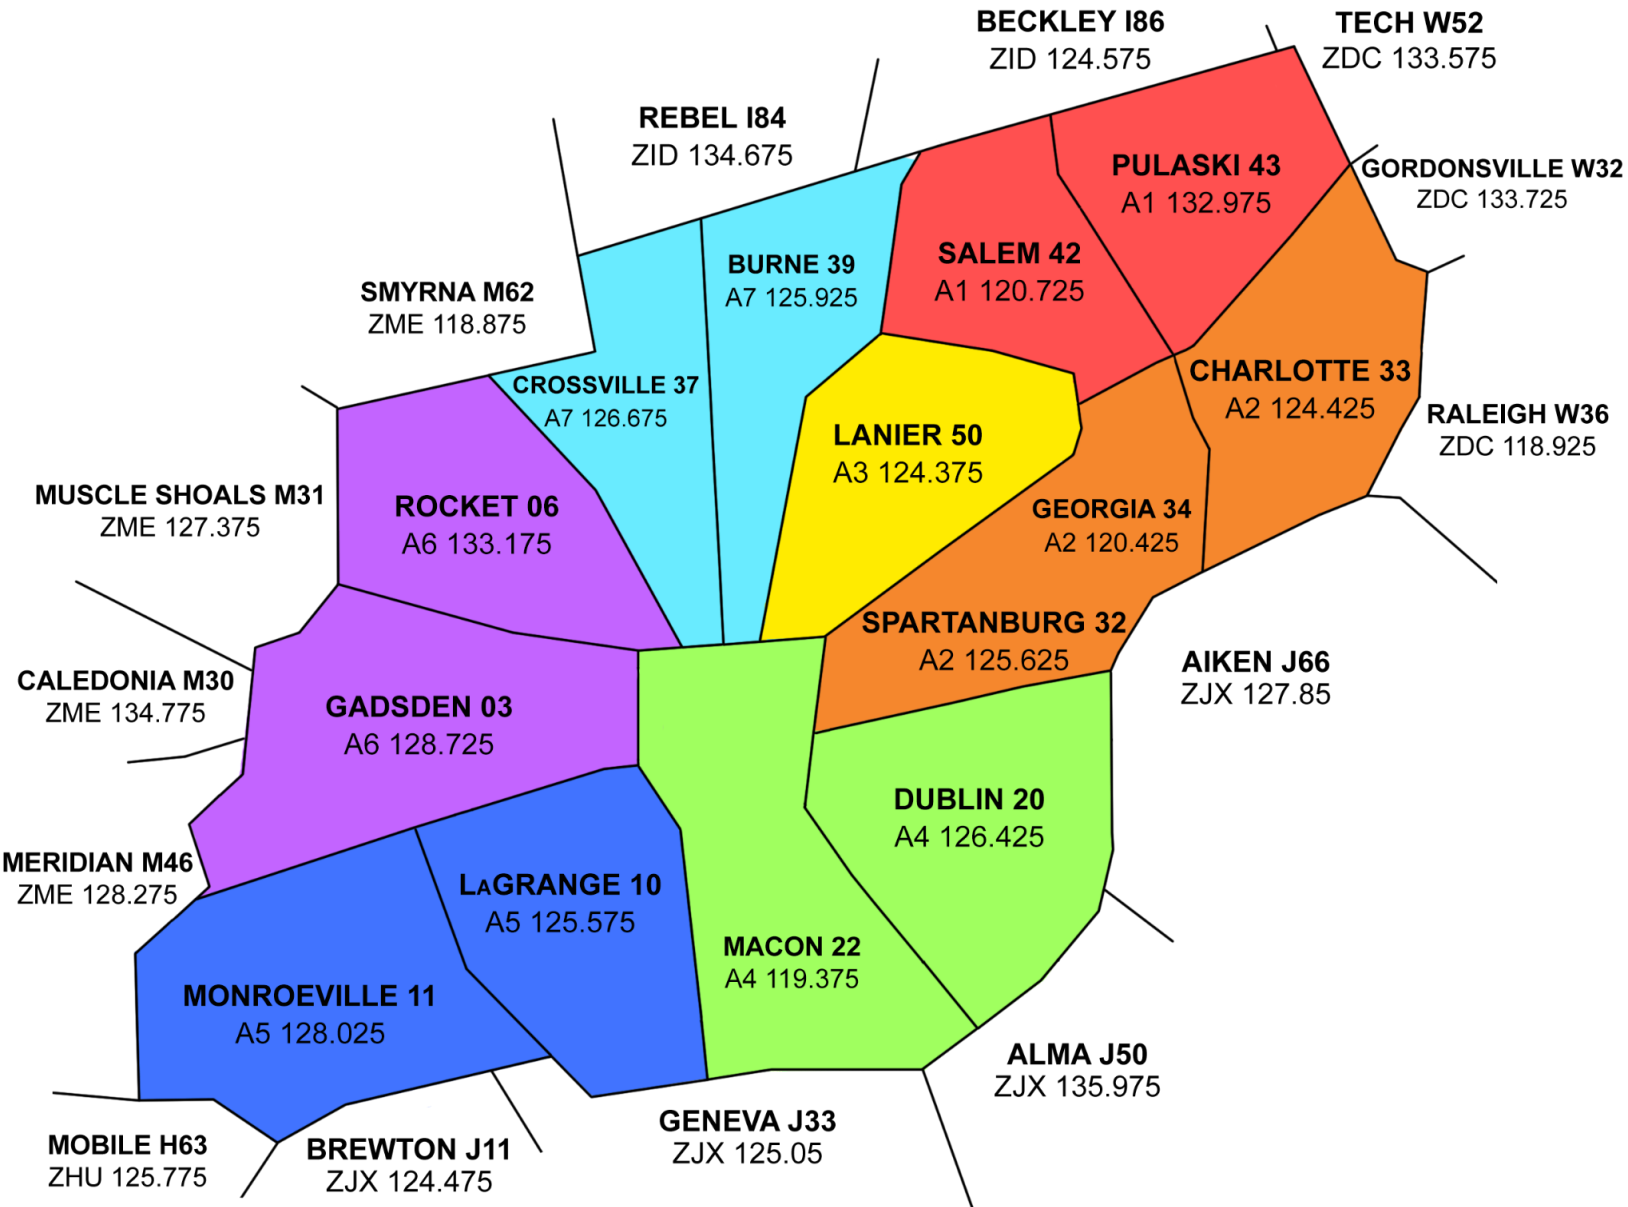 BECKLEY I86
ZID 124.575
TECH W52
ZDC 133.575
REBEL I84
ZID 134.675
PULASKI 43
A1 132.975
GORDONSVILLE W32
ZDC 133.725
SALEM 42
A1 120.725
BURNE 39
A7 125.925
SMYRNA M62
ZME 118.875
CROSSVILLE 37
A7 126.675
CHARLOTTE 33
A2 124.425
RALEIGH W36
ZDC 118.925
LANIER 50
A3 124.375
MUSCLE SHOALS M31
ZME 127.375
ROCKET 06
A6 133.175
GEORGIA 34
A2 120.425
SPARTANBURG 32
A2 125.625
AIKEN J66
ZJX 127.85
CALEDONIA M30
ZME 134.775
GADSDEN 03
A6 128.725
DUBLIN 20
A4 126.425
MERIDIAN M46
ZME 128.275
LAGRANGE 10
A5 125.575
MACON 22
A4 119.375
MONROEVILLE 11
A5 128.025
ALMA J50
ZJX 135.975
GENEVA J33
ZJX 125.05
MOBILE H63
ZHU 125.775
BREWTON J11
ZJX 124.475